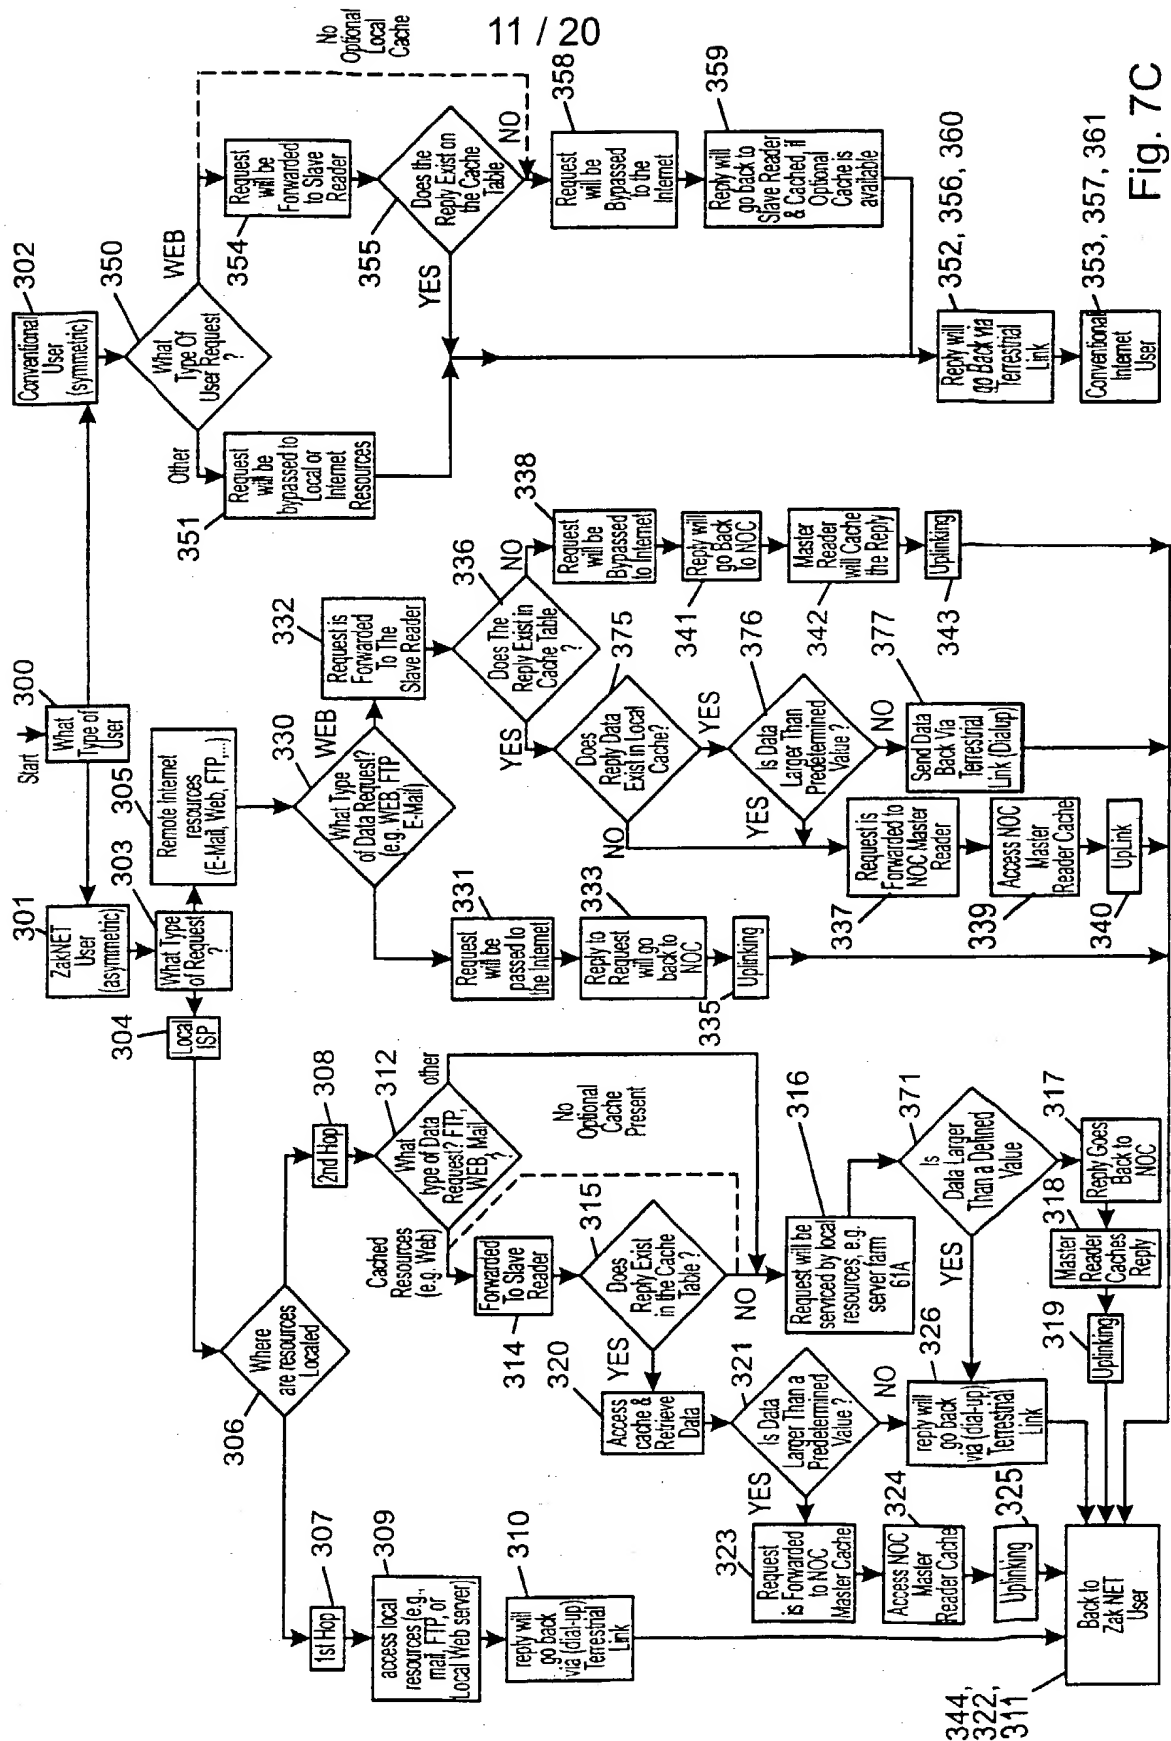 11 / 20
Start
What
Type of
User
300
Conventional
User
(symmetric)
302
ZakNET
User
(asymmetric)
301
What Type
of Request
?
303
Local
ISP
304
Remote Internet
resources
(E-Mail, Web, FTP,...)
305
What
Type Of
User Request
?
350
WEB
Other
No
Optional
Local
Cache
Request
will be
Forwarded
to Slave
Reader
354
Request
will be
bypassed to
Local or
Internet
Resources
351
Does the
Reply Exist on
the Cache
Table
355
NO
YES
Request
will be
Bypassed
to the
Internet
358
Reply will
go back to
Slave Reader
& Cached, if
Optional
Cache is
available
359
Reply will
go Back via
Terrestrial
Link
352, 356, 360
Conventional
Internet
User
353, 357, 361
What Type
of Data Request?
(e.g. WEB, FTP
E-Mail)
330
WEB
Request is
Forwarded
To The
Slave Reader
332
Does The
Reply Exist in
Cache Table
?
336
NO
YES
Request
will be
Bypassed
to Internet
338
Reply will
go Back
to NOC
341
Master
Reader
will Cache
the Reply
342
Uplinking
343
Does
Reply Data
Exist in Local
Cache?
375
YES
NO
Is Data
Larger Than
Predetermined
Value ?
376
YES
NO
Send Data
Back Via
Terrestrial
Link (Dialup)
377
Request is
Forwarded to
NOC Master
Reader
337
Access NOC
Master
Reader Cache
339
UpLink
340
Request
will be
passed to
the Internet
331
Reply to
Request
will go
back to
NOC
333
Uplinking
335
Where
are resources
Located
306
2nd Hop
308
1st Hop
307
What
type of Data
Request? FTP,
WEB, Mail
?
312
other
Cached
Resources
(e.g. Web)
No
Optional
Cache
Present
Forwarded
To Slave
Reader
314
Does
Reply Exist
in the Cache
Table ?
315
YES
NO
Request will be
serviced by local
resources, e.g.
server farm
61A
316
Is
Data Larger
Than a Defined
Value
371
YES
Reply Goes
Back to
NOC
317
Master
Reader
Caches
Reply
318
Uplinking
319
Access
cache &
Retrieve
Data
320
Is Data
Larger Than a
Predetermined
Value ?
321
YES
NO
reply will
go back
via (dial-up)
Terrestrial
Link
326
Request
is Forwarded
to NOC
Master Cache
323
Access NOC
Master
Reader Cache
324
Uplinking
325
access local
resources (e.g.,
mail, FTP, or
Local Web server)
309
reply will
go back
via (dial-up)
Terrestrial
Link
310
Back to
Zak NET
User
344,
322,
311
Fig. 7C